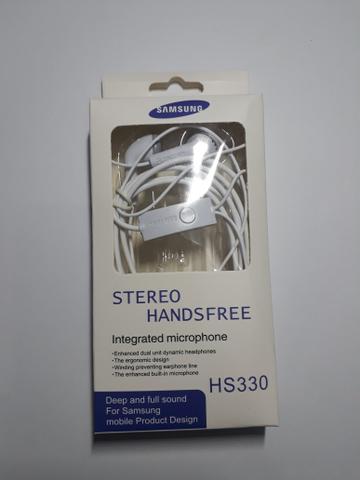 SAMSUNG
SAMSUNG
STEREO
HANDSFREE
Integrated microphone
•Enhanced dual unit dynamic headphones
•The ergonomic design
•Winding preventing earphone line
•The enhanced built-in microphone
HS330
Deep and full sound
For Samsung
mobile Product Design